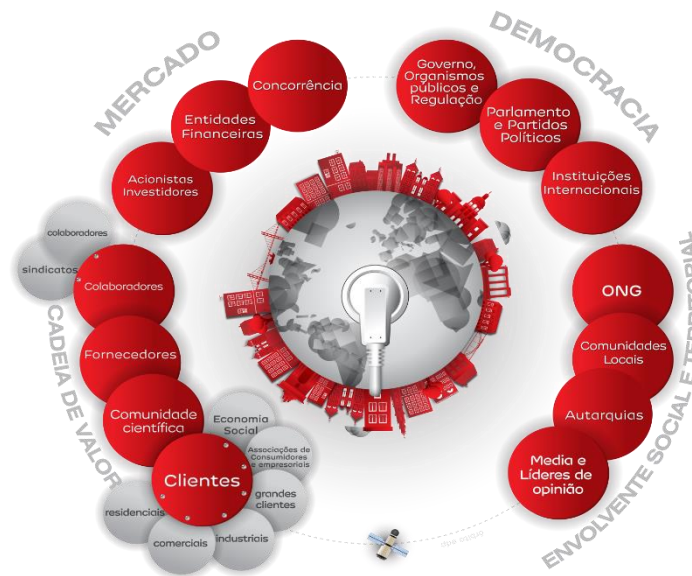 MERCADO
Concorrência
Entidades
Financeiras
Acionistas
Investidores
DEMOCRACIA
Governo,
Organismos
públicos e
Regulação
Parlamento
e Partidos
Políticos
Instituições
Internacionais
CADEIA DE VALOR
colaboradores
sindicatos
Colaboradores
Fornecedores
Comunidade
científica
Clientes
Economia
Social
Associações de
Consumidores
e empresoriais
grandes
clientes
industriais
comerciais
residenciais
ENVOLVENTE SOCIAL E TERRITORIAL
ONG
Comunidades
Locais
Autarquias
Media e
Líderes de
opinião